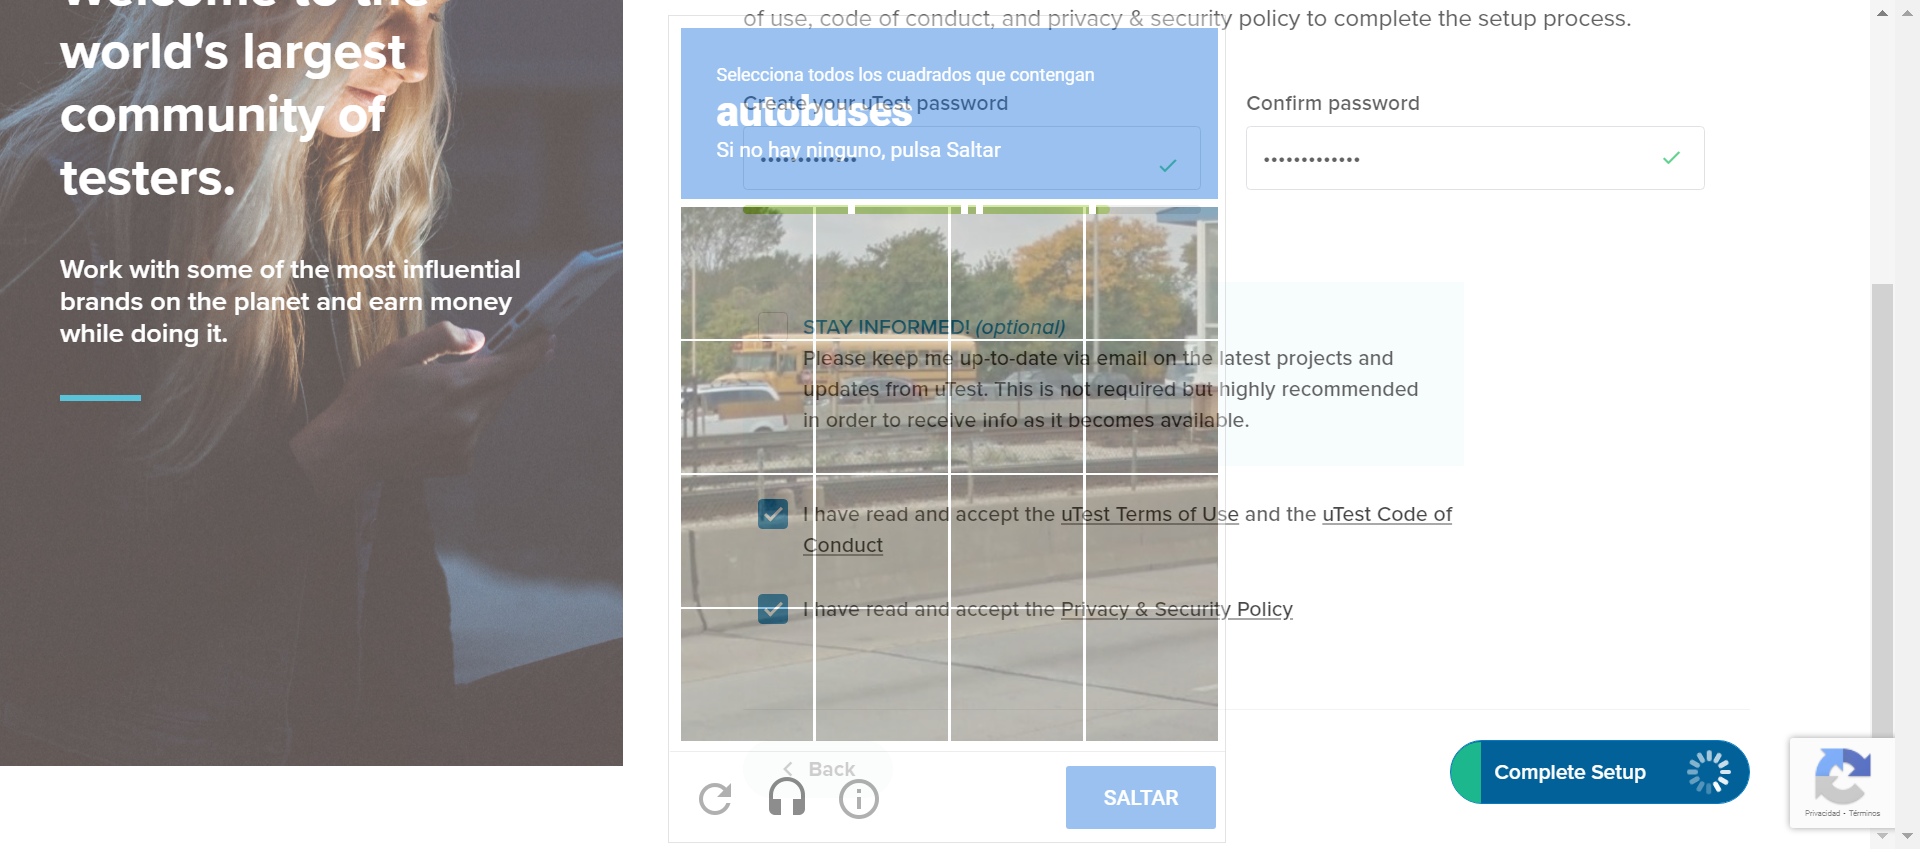 Welcome to the
world's largest
community of
testers.
Work with some of the most influential
brands on the planet and earn money
while doing it.
of use, code of conduct, and privacy & security policy to complete the setup process.
Selecciona todos los cuadrados que contengan
autobuses
Si no hay ninguno, pulsa Saltar
Create your uTest password
Confirm password
STAY INFORMED! (optional)
Please keep me up-to-date via email on the latest projects and
updates from uTest. This is not required but highly recommended
in order to receive info as it becomes available.
I have read and accept the uTest Terms of Use and the uTest Code of
Conduct
I have read and accept the Privacy & Security Policy
Back
SALTAR
Complete Setup
Privacidad - Términos